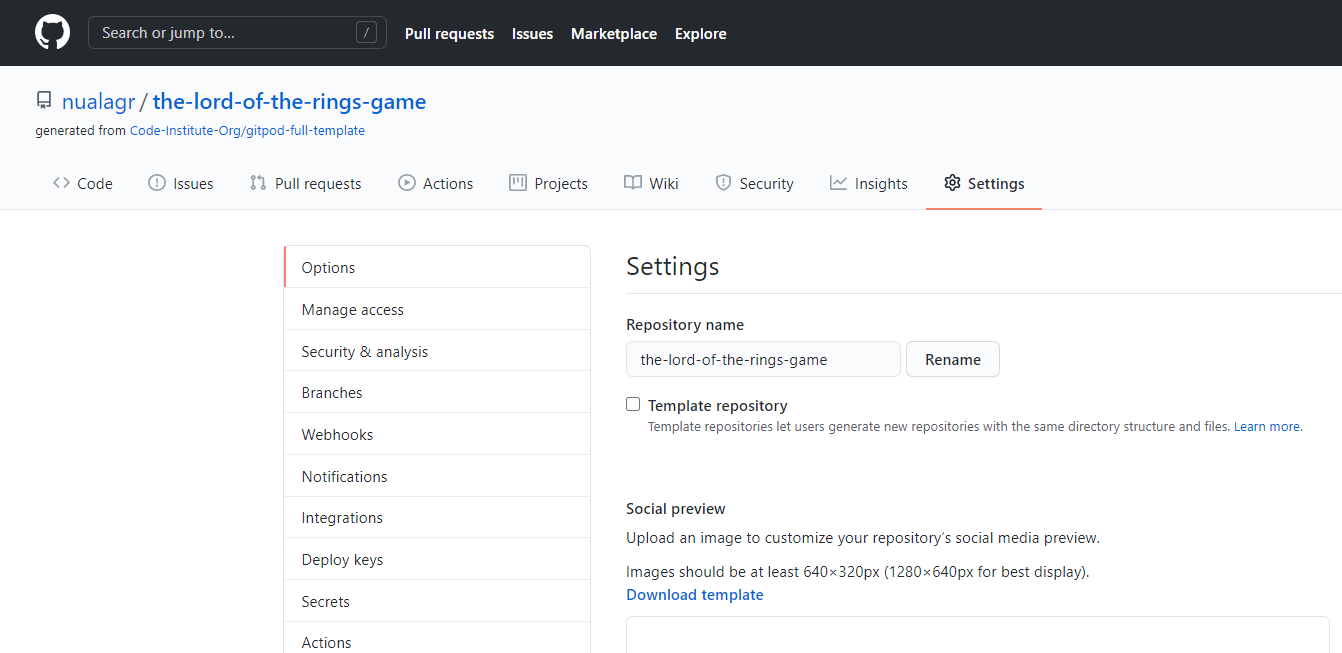 Search or jump to... /
Pull requests Issues Marketplace Explore
nualagr / the-lord-of-the-rings-game
generated from Code-Institute-Org/gitpod-full-template
Code Issues Pull requests Actions Projects Wiki Security Insights Settings
Options
Manage access
Security & analysis
Branches
Webhooks
Notifications
Integrations
Deploy keys
Secrets
Actions
Settings
Repository name
the-lord-of-the-rings-game Rename
Template repository
Template repositories let users generate new repositories with the same directory structure and files. Learn more.
Social preview
Upload an image to customize your repository’s social media preview.
Images should be at least 640×320px (1280×640px for best display).
Download template